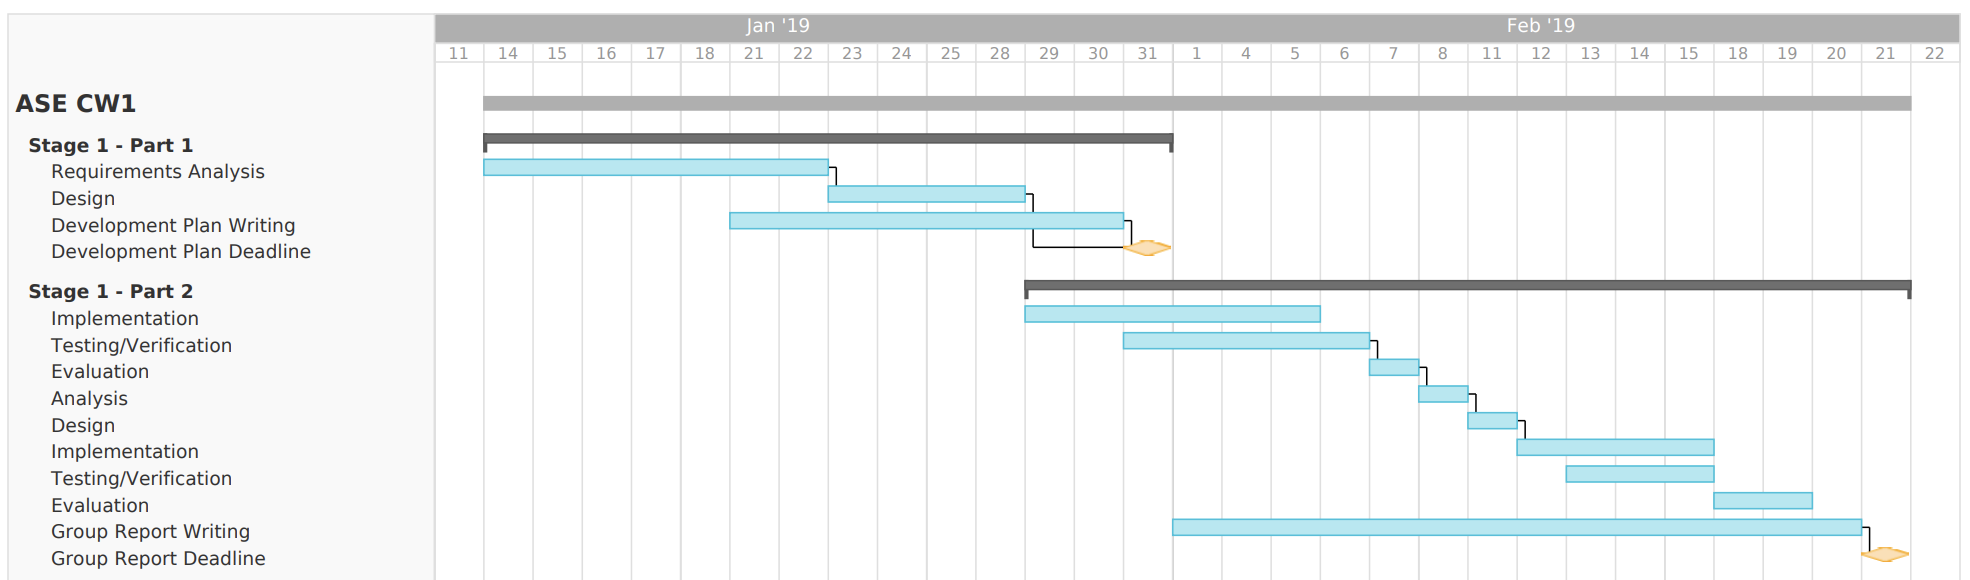 Jan '19 Feb '19
11 14 15 16 17 18 21 22 23 24 25 28 29 30 31 1 4 5 6 7 8 11 12 13 14 15 18 19 20 21 22
ASE CW1
Stage 1 - Part 1
Requirements Analysis
Design
Development Plan Writing
Development Plan Deadline
Stage 1 - Part 2
Implementation
Testing/Verification
Evaluation
Analysis
Design
Implementation
Testing/Verification
Evaluation
Group Report Writing
Group Report Deadline